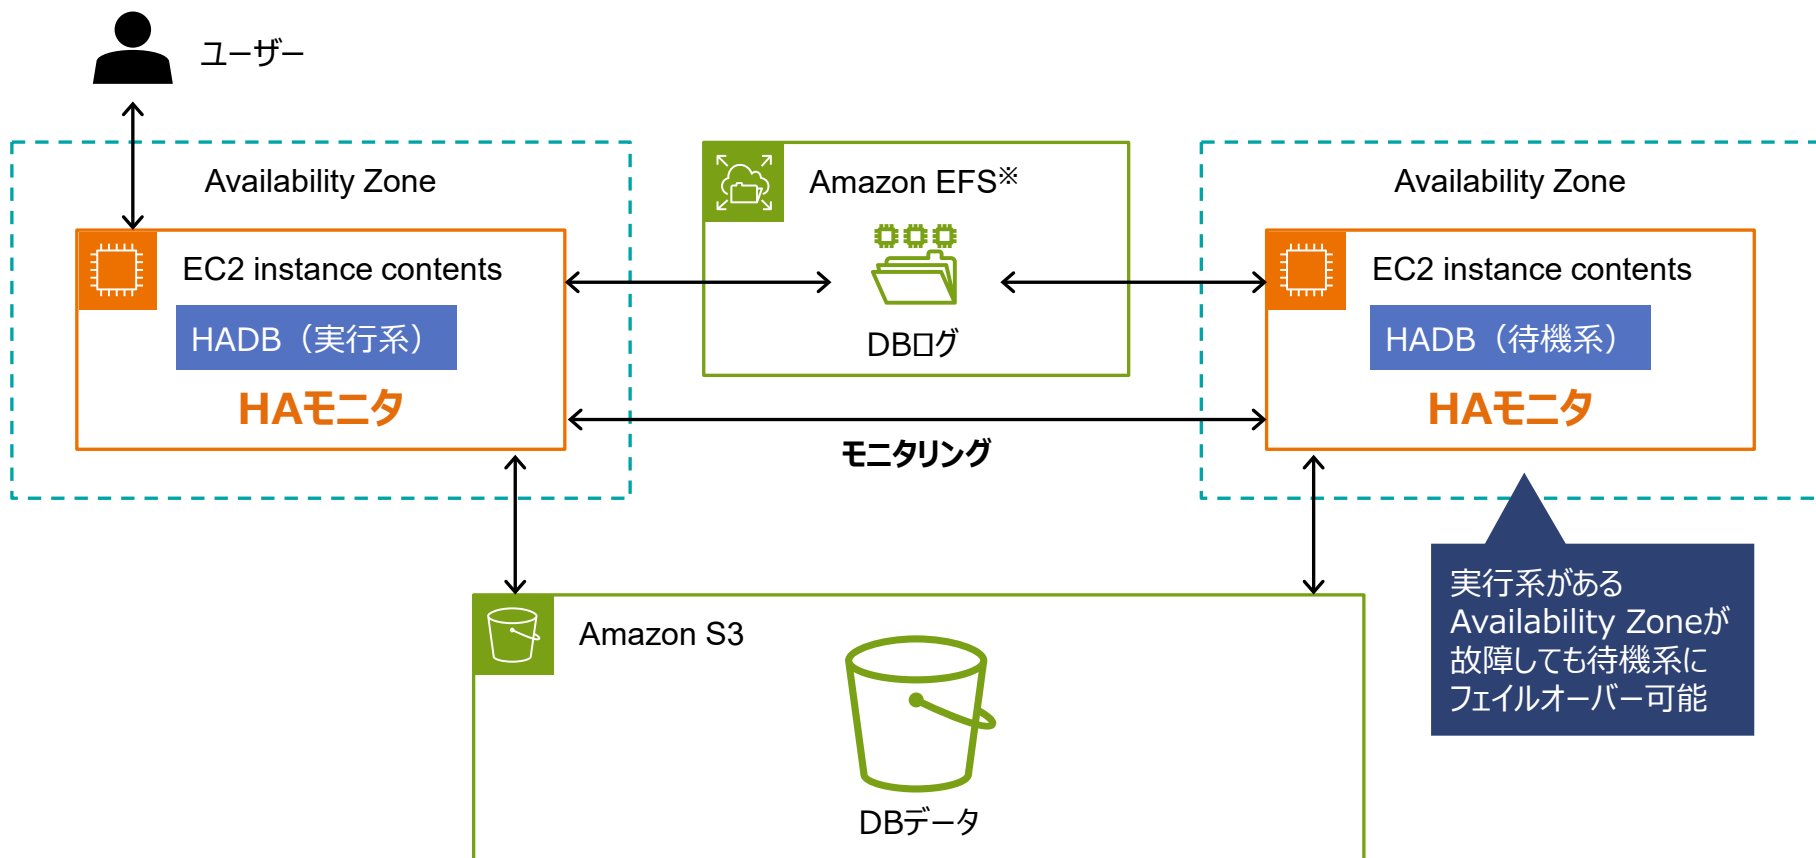 ユーザー
Availability Zone
EC2 instance contents
HADB（実行系）
HAモニタ
Amazon EFS※
DBログ
モニタリング
Availability Zone
EC2 instance contents
HADB（待機系）
HAモニタ
実行系がある
Availability Zoneが
故障しても待機系に
フェイルオーバー可能
Amazon S3
DBデータ